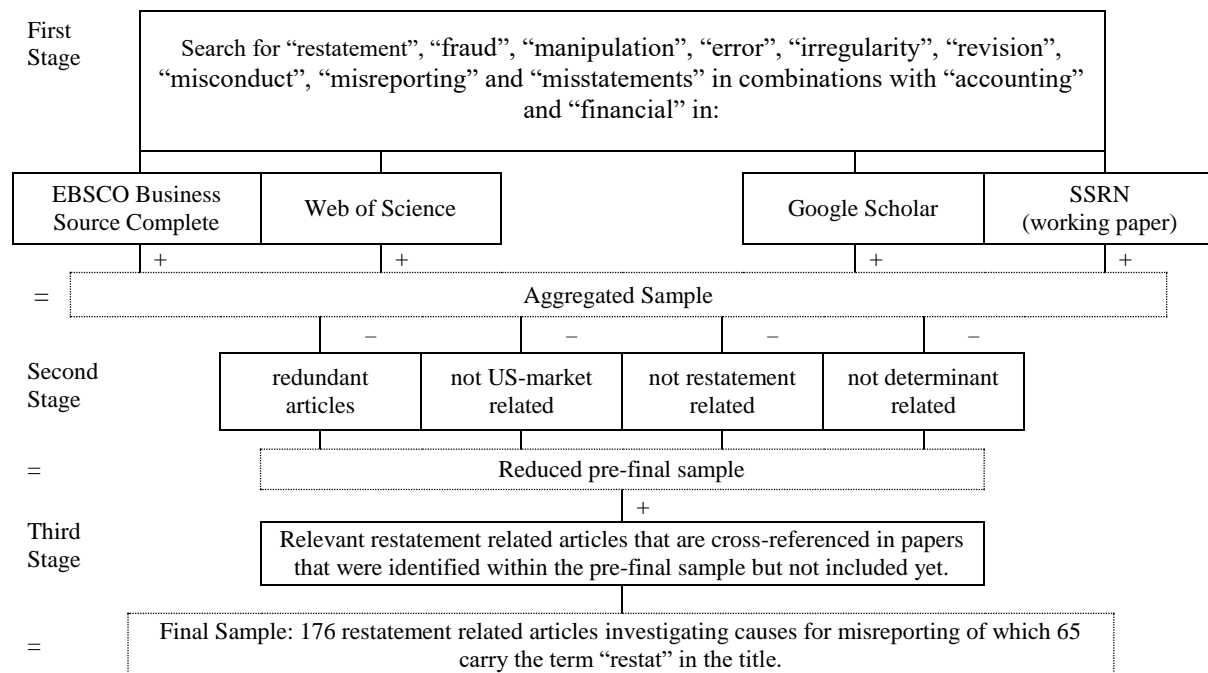 First
Stage
Search for “restatement”, “fraud”, “manipulation”, “error”, “irregularity”, “revision”,
“misconduct”, “misreporting” and “misstatements” in combinations with “accounting”
and “financial” in:
EBSCO Business
Source Complete
Web of Science
Google Scholar
SSRN
(working paper)
+ + + +
= Aggregated Sample
– – – –
Second
Stage
redundant
articles
not US-market
related
not restatement
related
not determinant
related
= Reduced pre-final sample
+
Third
Stage
Relevant restatement related articles that are cross-referenced in papers
that were identified within the pre-final sample but not included yet.
Final Sample: 176 restatement related articles investigating causes for misreporting of which 65
= carry the term “restat” in the title.